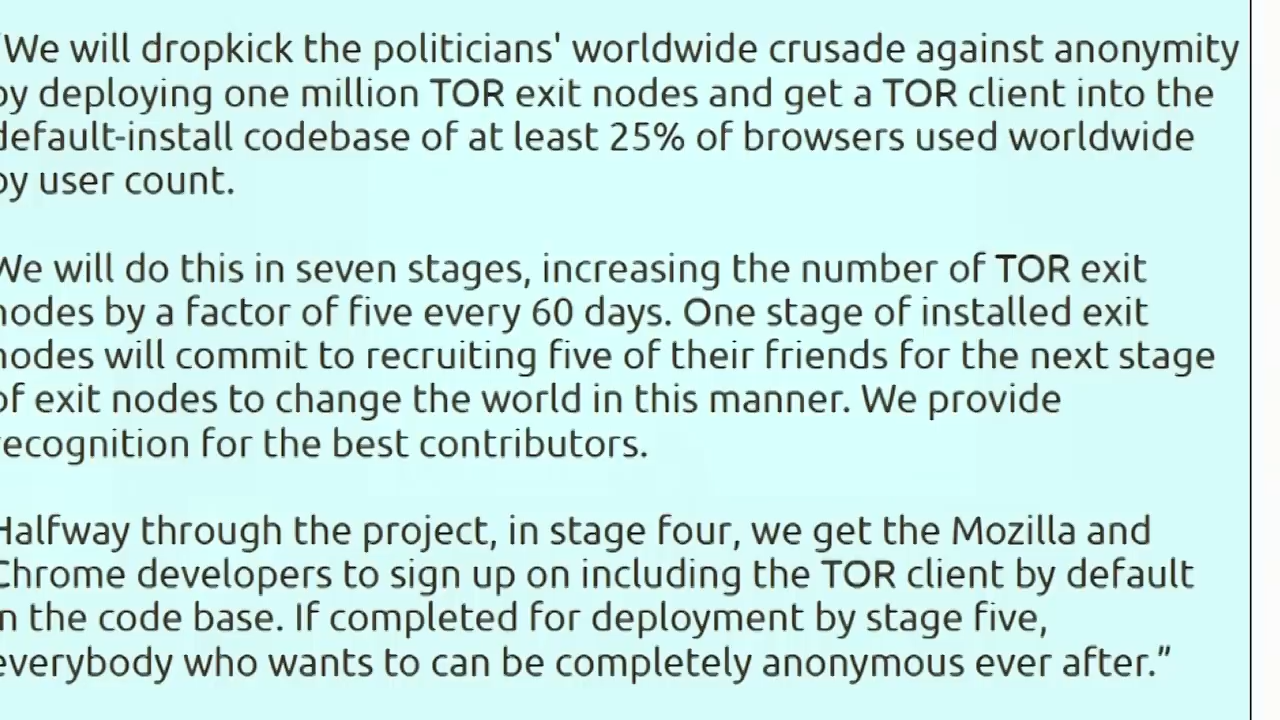 "We will dropkick the politicians' worldwide crusade against anonymity
by deploying one million TOR exit nodes and get a TOR client into the
default-install codebase of at least 25% of browsers used worldwide
by user count.
We will do this in seven stages, increasing the number of TOR exit
nodes by a factor of five every 60 days. One stage of installed exit
nodes will commit to recruiting five of their friends for the next stage
of exit nodes to change the world in this manner. We provide
recognition for the best contributors.
Halfway through the project, in stage four, we get the Mozilla and
Chrome developers to sign up on including the TOR client by default
in the code base. If completed for deployment by stage five,
everybody who wants to can be completely anonymous ever after.”